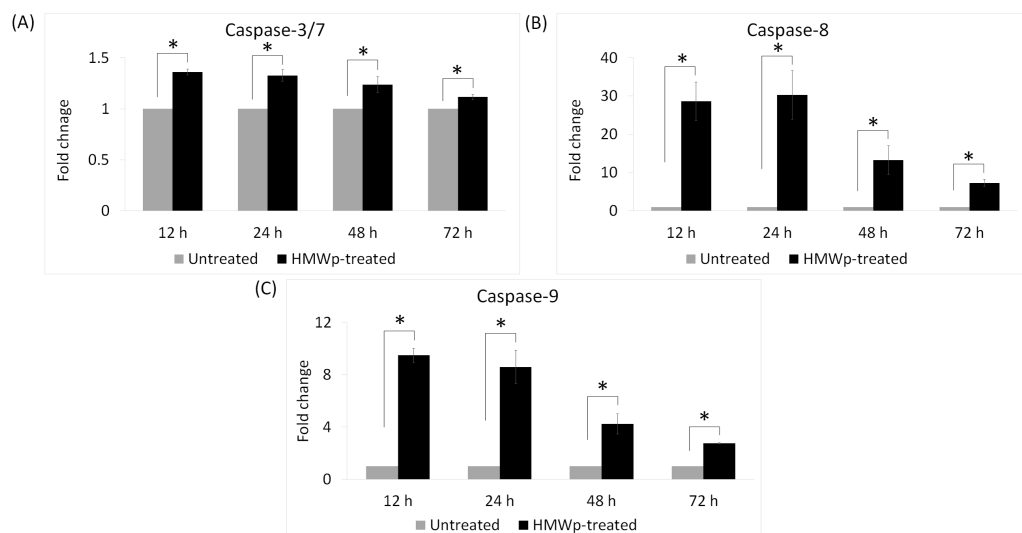 (A)
Caspase-3/7
Fold chnage
1.5
1
0.5
0
* * * *
12 h 24 h 48 h 72 h
Untreated HMWp-treated
(B)
Caspase-8
40
30
20
10
0
* * * *
12 h 24 h 48 h 72 h
Untreated HMWp-treated
(C)
Caspase-9
Fold change
12
8
4
0
* * * *
12 h 24 h 48 h 72 h
Untreated HMWp-treated